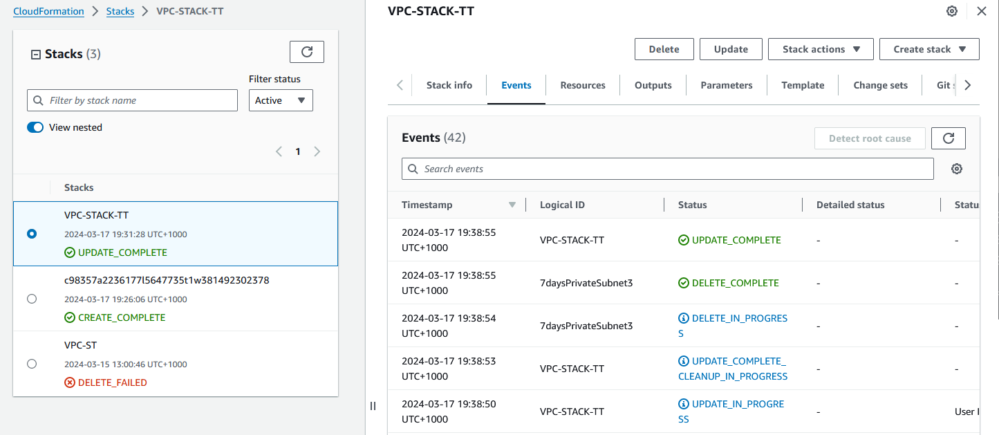 CloudFormation > Stacks > VPC-STACK-TT
Stacks (3)
Filter status
Filter by stack name
Active
View nested
1
Stacks
VPC-STACK-TT
2024-03-17 19:31:28 UTC+1000
UPDATE_COMPLETE
c98357a2236177l5647735t1w381492302378
2024-03-17 19:26:06 UTC+1000
CREATE_COMPLETE
VPC-ST
2024-03-15 13:00:46 UTC+1000
DELETE_FAILED
VPC-STACK-TT
Delete Update Stack actions Create stack
Stack info Events Resources Outputs Parameters Template Change sets Git
Events (42)
Detect root cause
Search events
Timestamp Logical ID Status Detailed status Statu
2024-03-17 19:38:55
UTC+1000
VPC-STACK-TT
UPDATE_COMPLETE
-
-
2024-03-17 19:38:55
UTC+1000
7daysPrivateSubnet3
DELETE_COMPLETE
-
-
2024-03-17 19:38:54
UTC+1000
7daysPrivateSubnet3
DELETE_IN_PROGRES
S
-
-
2024-03-17 19:38:53
UTC+1000
VPC-STACK-TT
UPDATE_COMPLETE_
CLEANUP_IN_PROGRESS
-
-
2024-03-17 19:38:50
UTC+1000
VPC-STACK-TT
UPDATE_IN_PROGRE
SS
-
User I